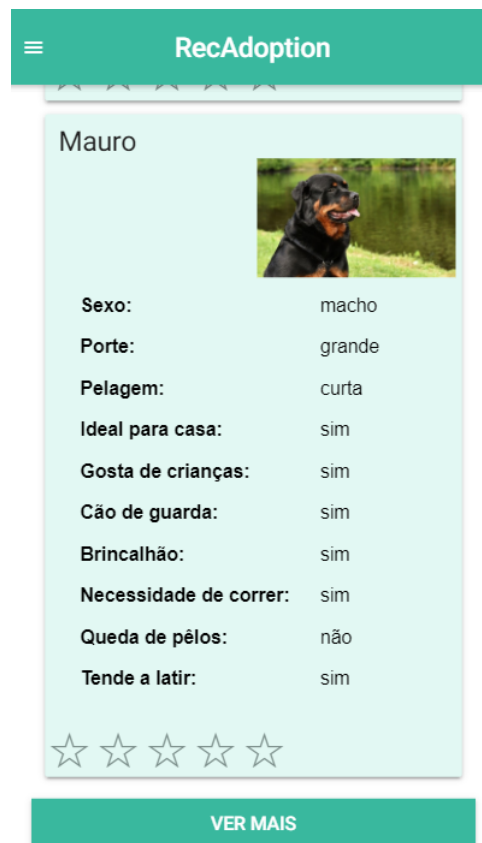 RecAdoption
Mauro
Sexo: macho
Porte: grande
Pelagem: curta
Ideal para casa: sim
Gosta de crianças: sim
Cão de guarda: sim
Brincalhão: sim
Necessidade de correr: sim
Queda de pêlos: não
Tende a latir: sim
VER MAIS